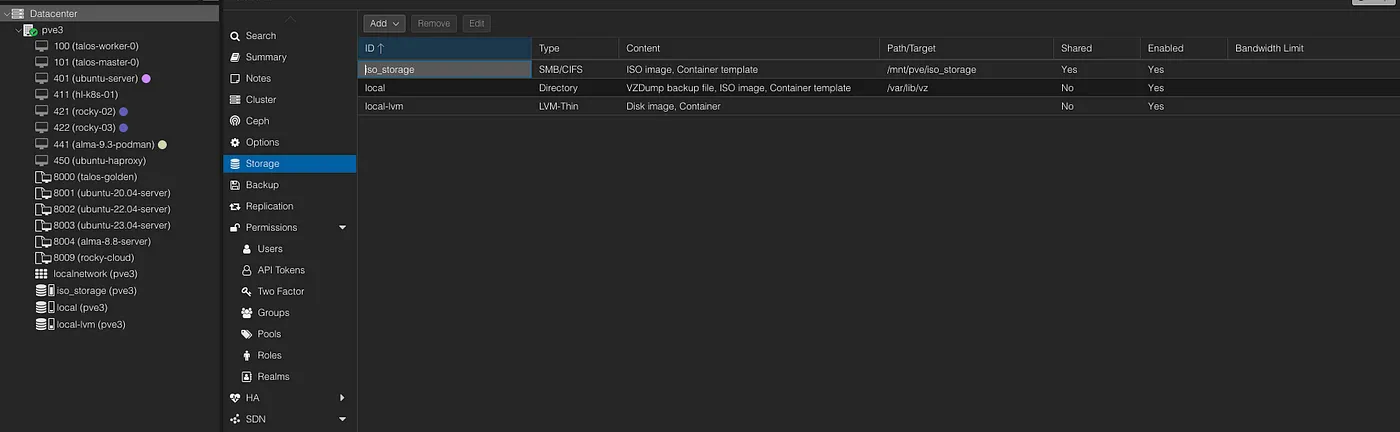 Datacenter
pve3
100 (talos-worker-0)
101 (talos-master-0)
401 (ubuntu-server)
411 (hl-k8s-01)
421 (rocky-02)
422 (rocky-03)
441 (alma-9.3-podman)
450 (ubuntu-haproxy)
8000 (talos-golden)
8001 (ubuntu-20.04-server)
8002 (ubuntu-22.04-server)
8003 (ubuntu-23.04-server)
8004 (alma-8.8-server)
8009 (rocky-cloud)
localnetwork (pve3)
iso_storage (pve3)
local (pve3)
local-lvm (pve3)
Search
Summary
Notes
Cluster
Ceph
Options
Storage
Backup
Replication
Permissions
Users
API Tokens
Two Factor
Groups
Pools
Roles
Realms
HA
SDN
Add Remove Edit
ID Type Content Path/Target Shared Enabled Bandwidth Limit
iso_storage SMB/CIFS ISO image, Container template /mnt/pve/iso_storage Yes Yes
local Directory VZDump backup file, ISO image, Container template /var/lib/vz No Yes
local-lvm LVM-Thin Disk image, Container No Yes